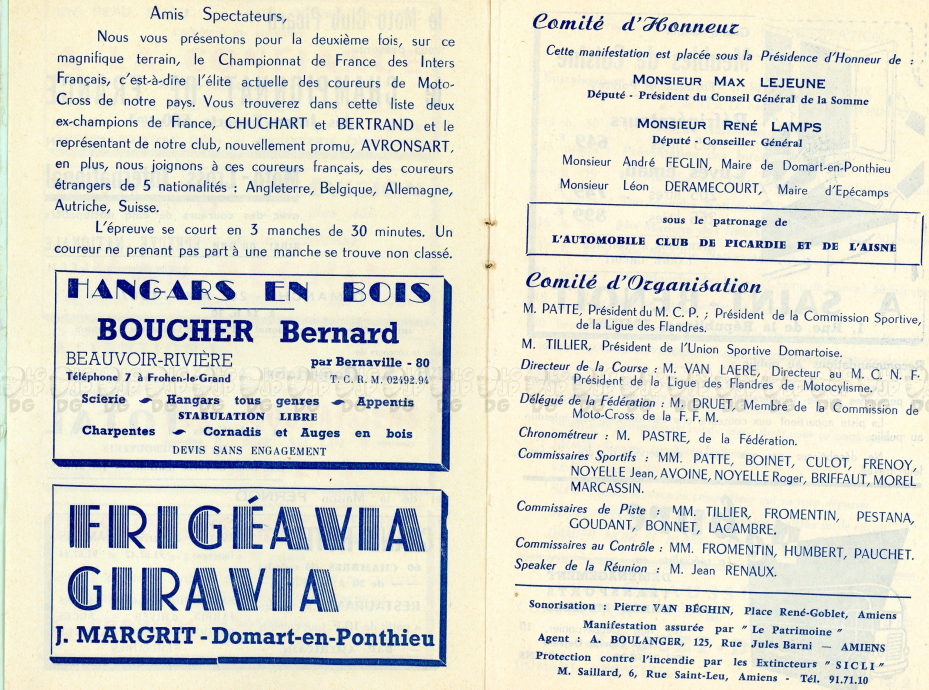 Amis Spectateurs,
Nous vous présentons pour la deuxième fois, sur ce
magnifique terrain, le Championnat de France des Inters
Français, c'est-à-dire l'élite actuelle des coureurs de Moto-
Cross de notre pays. Vous trouverez dans cette liste deux
ex-champions de France, CHUCHART et BERTRAND et le
représentant de notre club, nouvellement promu, AVRONSART,
en plus, nous joignons à ces coureurs français, des coureurs
étrangers de 5 nationalités : Angleterre, Belgique, Allemagne,
Autriche, Suisse.
L'épreuve se court en 3 manches de 30 minutes. Un
coureur ne prenant pas part à une manche se trouve non classé.
HANGARS EN BOIS
BOUCHER Bernard
BEAUVOIR-RIVIÈRE par Bernaville - 80
Téléphone 7 à Frohen-le-Grand T. C. R. M. 02492.94
Scierie Hangars tous genres Appentis
STABULATION LIBRE
Charpentes Cornadis et Auges en bois
DEVIS SANS ENGAGEMENT
FRIGÉAVIA
GIRAVIA
J. MARGRIT - Domart-en-Ponthieu
Comité d'Honneur
Cette manifestation est placée sous la Présidence d'Honneur de :
MONSIEUR MAX LEJEUNE
Député - Président du Conseil Général de la Somme
MONSIEUR RENÉ LAMPS
Député - Conseiller Général
Monsieur André FEGLIN, Maire de Domart-en-Ponthieu
Monsieur Léon DERAMECOURT, Maire d'Epécamps
sous le patronage de
L'AUTOMOBILE CLUB DE PICARDIE ET DE L'AISNE
Comité d'Organisation
M. PATTE, Président du M. C. P. ; Président de la Commission Sportive,
de la Ligue des Flandres.
M. TILLIER, Président de l'Union Sportive Domartoise.
Directeur de la Course : M. VAN LAERE, Directeur au M. C. N. F-
Président de la Ligue des Flandres de Motocylisme.
Délégué de la Fédération : M. DRUET, Membre de la Commission de
Moto-Cross de la F. F. M.
Chronométreur : M. PASTRE, de la Fédération.
Commissaires Sportifs : MM. PATTE, BOINET, CULOT, FRENOY,
NOYELLE Jean, AVOINE, NOYELLE Roger, BRIFFAUT, MOREL
MARCASSIN.
Commissaires de Piste : MM. TILLIER, FROMENTIN, PESTANA,
GOUDANT, BONNET, LACAMBRE.
Commissaires au Contrôle : MM. FROMENTIN, HUMBERT, PAUCHET.
Speaker de la Réunion : M. Jean RENAUX.
Sonorisation : Pierre VAN BÉGHIN, Place René-Goblet, Amiens
Manifestation assurée par " Le Patrimoine "
Agent : A. BOULANGER, 125, Rue Jules Barni — AMIENS
Protection contre l'incendie par les Extincteurs " SICLI "
M. Saillard, 6, Rue Saint-Leu, Amiens - Tél. 91.71.10